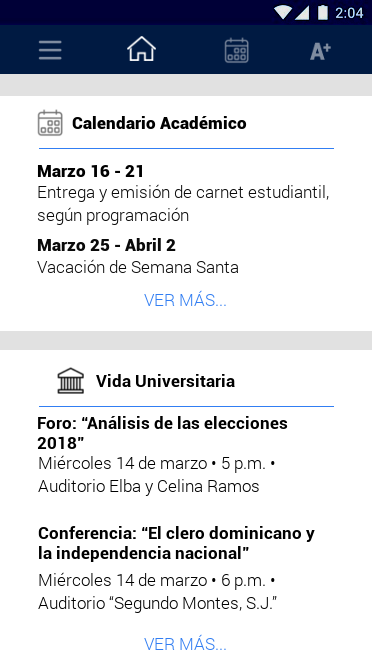 2:04
A+
Calendario Académico
Marzo 16 - 21
Entrega y emisión de carnet estudiantil,
según programación
Marzo 25 - Abril 2
Vacación de Semana Santa
VER MÁS...
Vida Universitaria
Foro: “Análisis de las elecciones
2018”
Miércoles 14 de marzo • 5 p.m. •
Auditorio Elba y Celina Ramos
Conferencia: “El clero dominicano y
la independencia nacional”
Miércoles 14 de marzo • 6 p.m. •
Auditorio “Segundo Montes, S.J.”
VER MÁS...